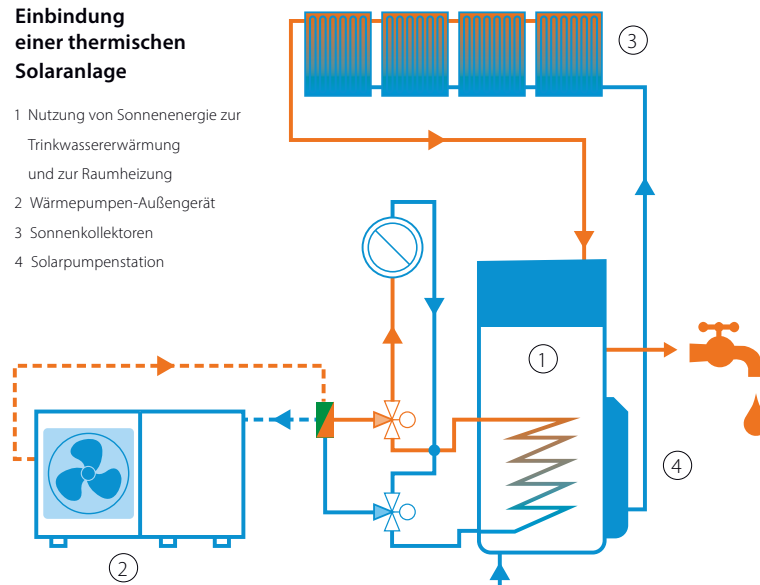 Einbindung
einer thermischen
Solaranlage
1 Nutzung von Sonnenenergie zur
Trinkwassererwärmung
und zur Raumheizung
2 Wärmepumpen-Außengerät
3 Sonnenkollektoren
4 Solarpumpenstation
3
1
4
2